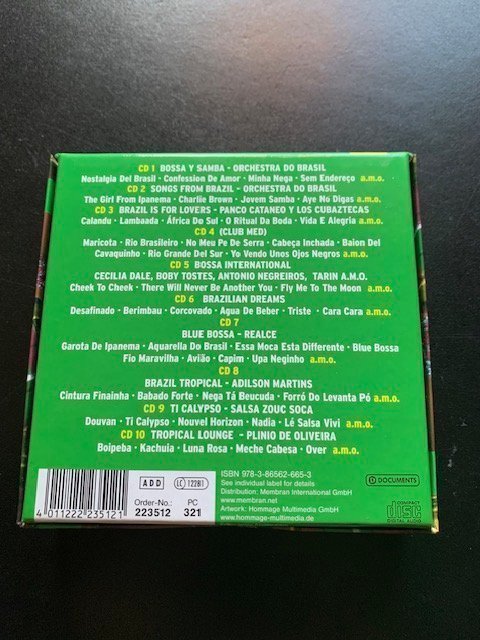 CD 1 BOSSA Y SAMBA - ORCHESTRA DO BRASIL
Nostalgia Del Brasil · Confession De Amor · Minha Nega · Sem Endereço a.m.o.
CD 2 SONGS FROM BRAZIL - ORCHESTRA DO BRASIL
The Girl From Ipanema · Charlie Brown · Jovem Samba · Aye No Digas a.m.o.
CD 3 BRAZIL IS FOR LOVERS - PANCO CATANEO Y LOS CUBAZTECAS
Calandu · Lambaada · África Do Sul · O Ritual Da Boda · Vida E Alegria a.m.o.
CD 4 (CLUB MED)
Maricota · Rio Brasileiro · No Meu Pe De Serra · Cabeça Inchada · Baion Del
Cavaquinho · Rio Grande Del Sur · Yo Vendo Unos Ojos Negros a.m.o.
CD 5 BOSSA INTERNATIONAL
CECILIA DALE, BOBY TOSTES, ANTONIO NEGREIROS, TARIN A.M.O.
Cheek To Cheek · There Will Never Be Another You · Fly Me To The Moon a.m.o.
CD 6 BRAZILIAN DREAMS
Desafinado · Berimbau · Corcovado · Agua De Beber · Triste · Cara Cara a.m.o.
CD 7
BLUE BOSSA - REALCE
Garota De Ipanema · Aquarella Do Brasil · Essa Moca Esta Differente · Blue Bossa
Fio Maravilha · Avião · Capim · Upa Neginho a.m.o.
CD 8
BRAZIL TROPICAL - ADILSON MARTINS
Cintura Finainha · Babado Forte · Nega Tá Beucuda · Forró Do Levanta Pó a.m.o.
CD 9 TI CALYPSO - SALSA ZOUC SOCA
Douvan · Ti Calypso · Nouvel Horizon · Nadia · Lé Salsa Vivi a.m.o.
CD 10 TROPICAL LOUNGE - PLINIO DE OLIVEIRA
Boipeba · Kachuia · Luna Rosa · Meche Cabesa · Over a.m.o.
4 011222 235121
ADD
LC 12281
Order-No.: PC
223512 321
ISBN 978-3-86562-665-3
See individual label for details
Distribution: Membran International GmbH
www.membran.net
Artwork: Hommage Multimedia GmbH
www.hommage-multimedia.de
DOCUMENTS
COMPACT
disc
DIGITAL AUDIO